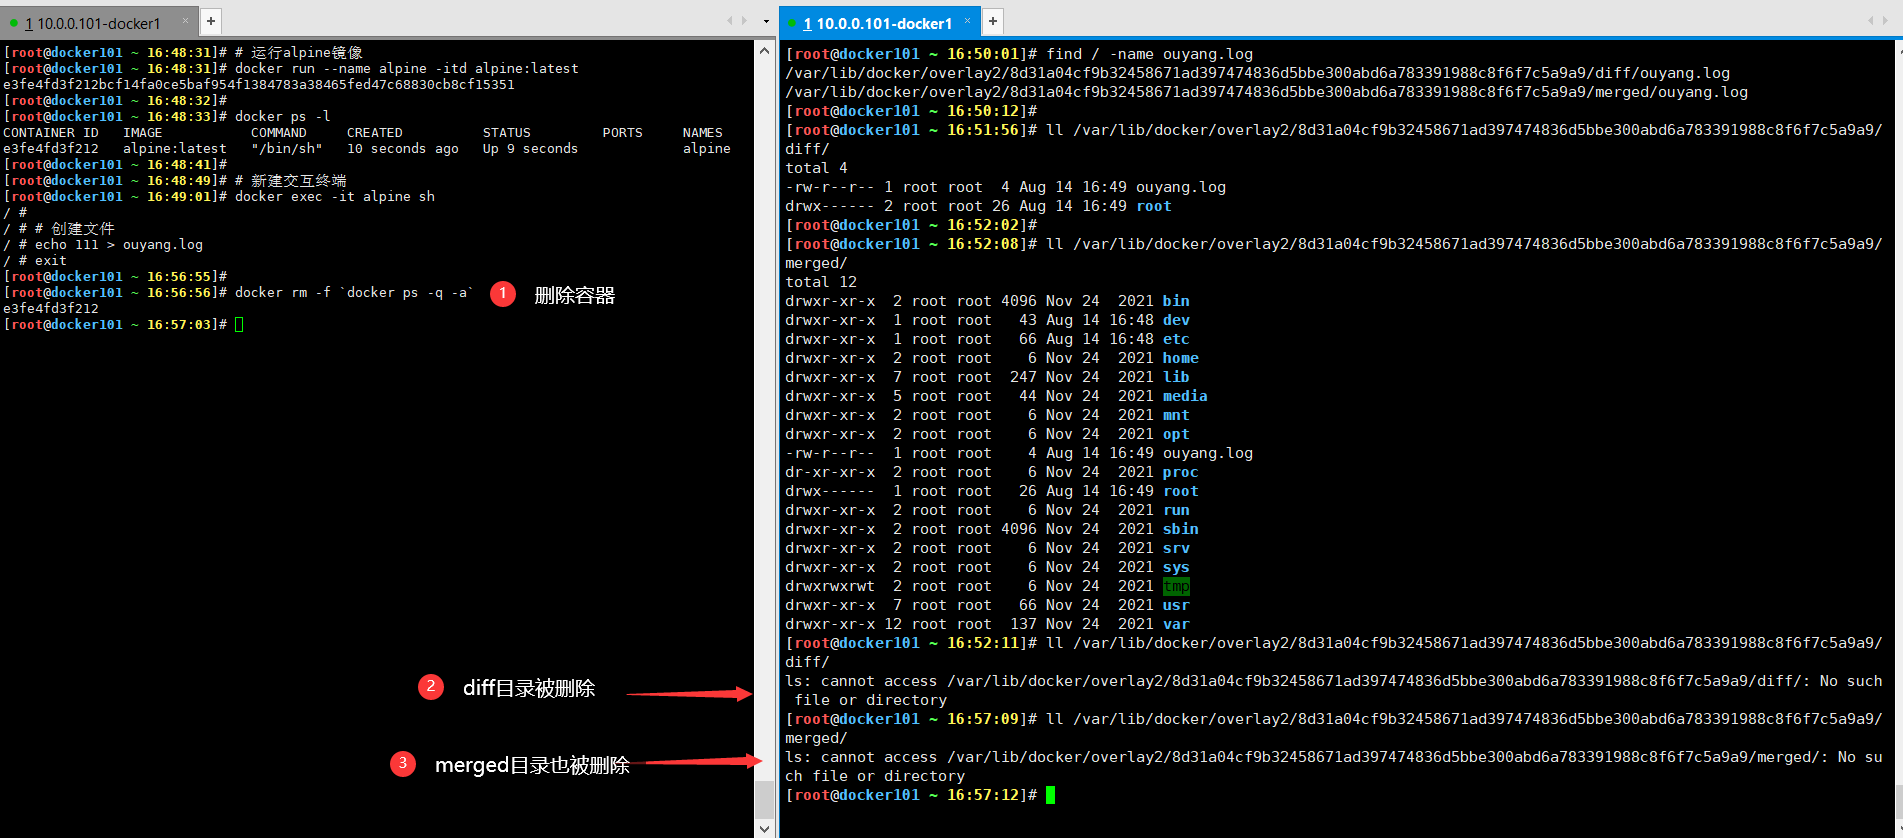 1 10.0.0.101-docker1
[root@docker101 ~ 16:48:31]# # 运行alpine镜像
[root@docker101 ~ 16:48:31]# docker run --name alpine -itd alpine:latest
e3fe4fd3f212bcf14fa0ce5baf954f1384783a38465fed47c68830cb8cf15351
[root@docker101 ~ 16:48:32]#
[root@docker101 ~ 16:48:33]# docker ps -l
CONTAINER ID   IMAGE           COMMAND     CREATED          STATUS         PORTS     NAMES
e3fe4fd3f212   alpine:latest   "/bin/sh"   10 seconds ago   Up 9 seconds             alpine
[root@docker101 ~ 16:48:41]#
[root@docker101 ~ 16:48:49]# # 新建交互终端
[root@docker101 ~ 16:49:01]# docker exec -it alpine sh
/ #
/ # # 创建文件
/ # echo 111 > ouyang.log
/ # exit
[root@docker101 ~ 16:56:55]#
[root@docker101 ~ 16:56:56]# docker rm -f `docker ps -q -a`
1 删除容器
e3fe4fd3f212
[root@docker101 ~ 16:57:03]#
2 diff目录被删除
3 merged目录也被删除
1 10.0.0.101-docker1
[root@docker101 ~ 16:50:01]# find / -name ouyang.log
/var/lib/docker/overlay2/8d31a04cf9b32458671ad397474836d5bbe300abd6a783391988c8f6f7c5a9a9/diff/ouyang.log
/var/lib/docker/overlay2/8d31a04cf9b32458671ad397474836d5bbe300abd6a783391988c8f6f7c5a9a9/merged/ouyang.log
[root@docker101 ~ 16:50:12]#
[root@docker101 ~ 16:51:56]# ll /var/lib/docker/overlay2/8d31a04cf9b32458671ad397474836d5bbe300abd6a783391988c8f6f7c5a9a9/
diff/
total 4
-rw-r--r-- 1 root root  4 Aug 14 16:49 ouyang.log
drwx------ 2 root root 26 Aug 14 16:49 root
[root@docker101 ~ 16:52:02]#
[root@docker101 ~ 16:52:08]# ll /var/lib/docker/overlay2/8d31a04cf9b32458671ad397474836d5bbe300abd6a783391988c8f6f7c5a9a9/
merged/
total 12
drwxr-xr-x  2 root root 4096 Nov 24  2021 bin
drwxr-xr-x  1 root root   43 Aug 14 16:48 dev
drwxr-xr-x  1 root root   66 Aug 14 16:48 etc
drwxr-xr-x  2 root root    6 Nov 24  2021 home
drwxr-xr-x  7 root root  247 Nov 24  2021 lib
drwxr-xr-x  5 root root   44 Nov 24  2021 media
drwxr-xr-x  2 root root    6 Nov 24  2021 mnt
drwxr-xr-x  2 root root    6 Nov 24  2021 opt
-rw-r--r--  1 root root    4 Aug 14 16:49 ouyang.log
dr-xr-xr-x  2 root root    6 Nov 24  2021 proc
drwx------  1 root root   26 Aug 14 16:49 root
drwxr-xr-x  2 root root    6 Nov 24  2021 run
drwxr-xr-x  2 root root 4096 Nov 24  2021 sbin
drwxr-xr-x  2 root root    6 Nov 24  2021 srv
drwxr-xr-x  2 root root    6 Nov 24  2021 sys
drwxrwxrwt  2 root root    6 Nov 24  2021 tmp
drwxr-xr-x  7 root root   66 Nov 24  2021 usr
drwxr-xr-x 12 root root  137 Nov 24  2021 var
[root@docker101 ~ 16:52:11]# ll /var/lib/docker/overlay2/8d31a04cf9b32458671ad397474836d5bbe300abd6a783391988c8f6f7c5a9a9/
diff/
ls: cannot access /var/lib/docker/overlay2/8d31a04cf9b32458671ad397474836d5bbe300abd6a783391988c8f6f7c5a9a9/diff/: No such
 file or directory
[root@docker101 ~ 16:57:09]# ll /var/lib/docker/overlay2/8d31a04cf9b32458671ad397474836d5bbe300abd6a783391988c8f6f7c5a9a9/
merged/
ls: cannot access /var/lib/docker/overlay2/8d31a04cf9b32458671ad397474836d5bbe300abd6a783391988c8f6f7c5a9a9/merged/: No su
ch file or directory
[root@docker101 ~ 16:57:12]#